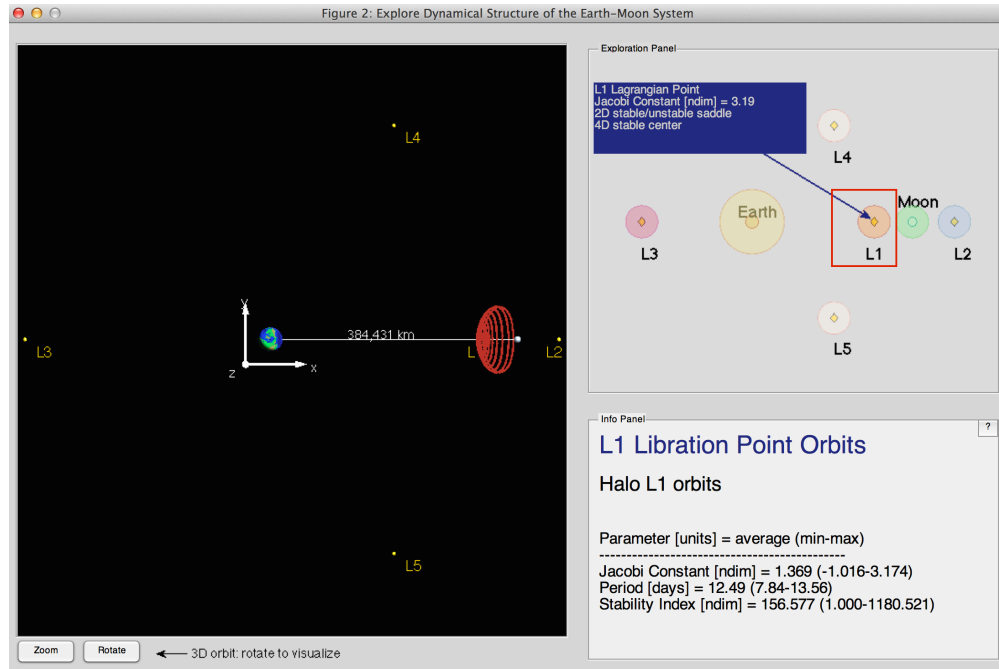 Figure 2: Explore Dynamical Structure of the Earth-Moon System
L4
Y
384,431 km
L3
L
L2
z
x
L5
Zoom
Rotate
3D orbit: rotate to visualize
Exploration Panel
L1 Lagrangian Point
Jacobi Constant [ndim] = 3.19
2D stable/unstable saddle
4D stable center
L4
Earth
Moon
L3
L1
L2
L5
Info Panel
?
L1 Libration Point Orbits
Halo L1 orbits
Parameter [units] = average (min-max)
---------------------------------------------
Jacobi Constant [ndim] = 1.369 (-1.016-3.174)
Period [days] = 12.49 (7.84-13.56)
Stability Index [ndim] = 156.577 (1.000-1180.521)